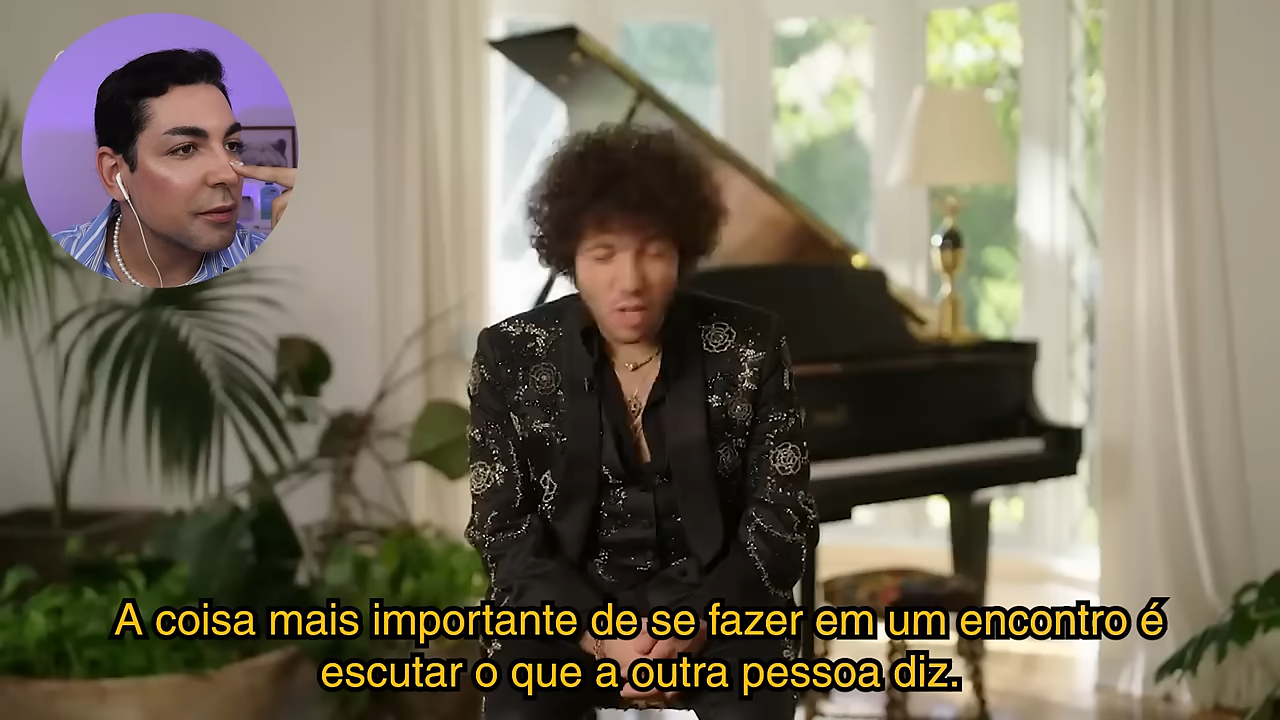 A coisa mais importante de se fazer em um encontro é
escutar o que a outra pessoa diz.